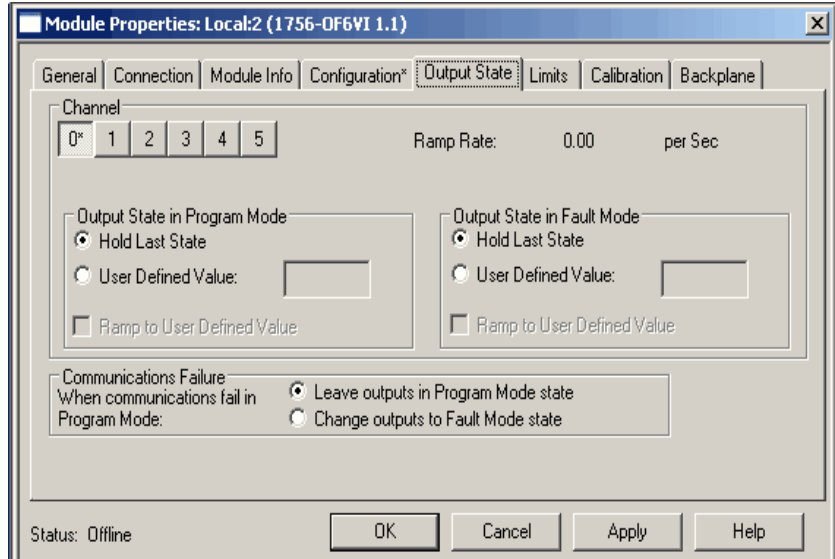 Module Properties: Local:2 (1756-OF6VI 1.1)
General Connection Module Info Configuration* Output State Limits Calibration Backplane
Channel
0* 1 2 3 4 5
Ramp Rate: 0.00 per Sec
Output State in Program Mode
Hold Last State
User Defined Value:
Ramp to User Defined Value
Output State in Fault Mode
Hold Last State
User Defined Value:
Ramp to User Defined Value
Communications Failure
When communications fail in
Program Mode:
Leave outputs in Program Mode state
Change outputs to Fault Mode state
Status: Offline
OK Cancel Apply Help